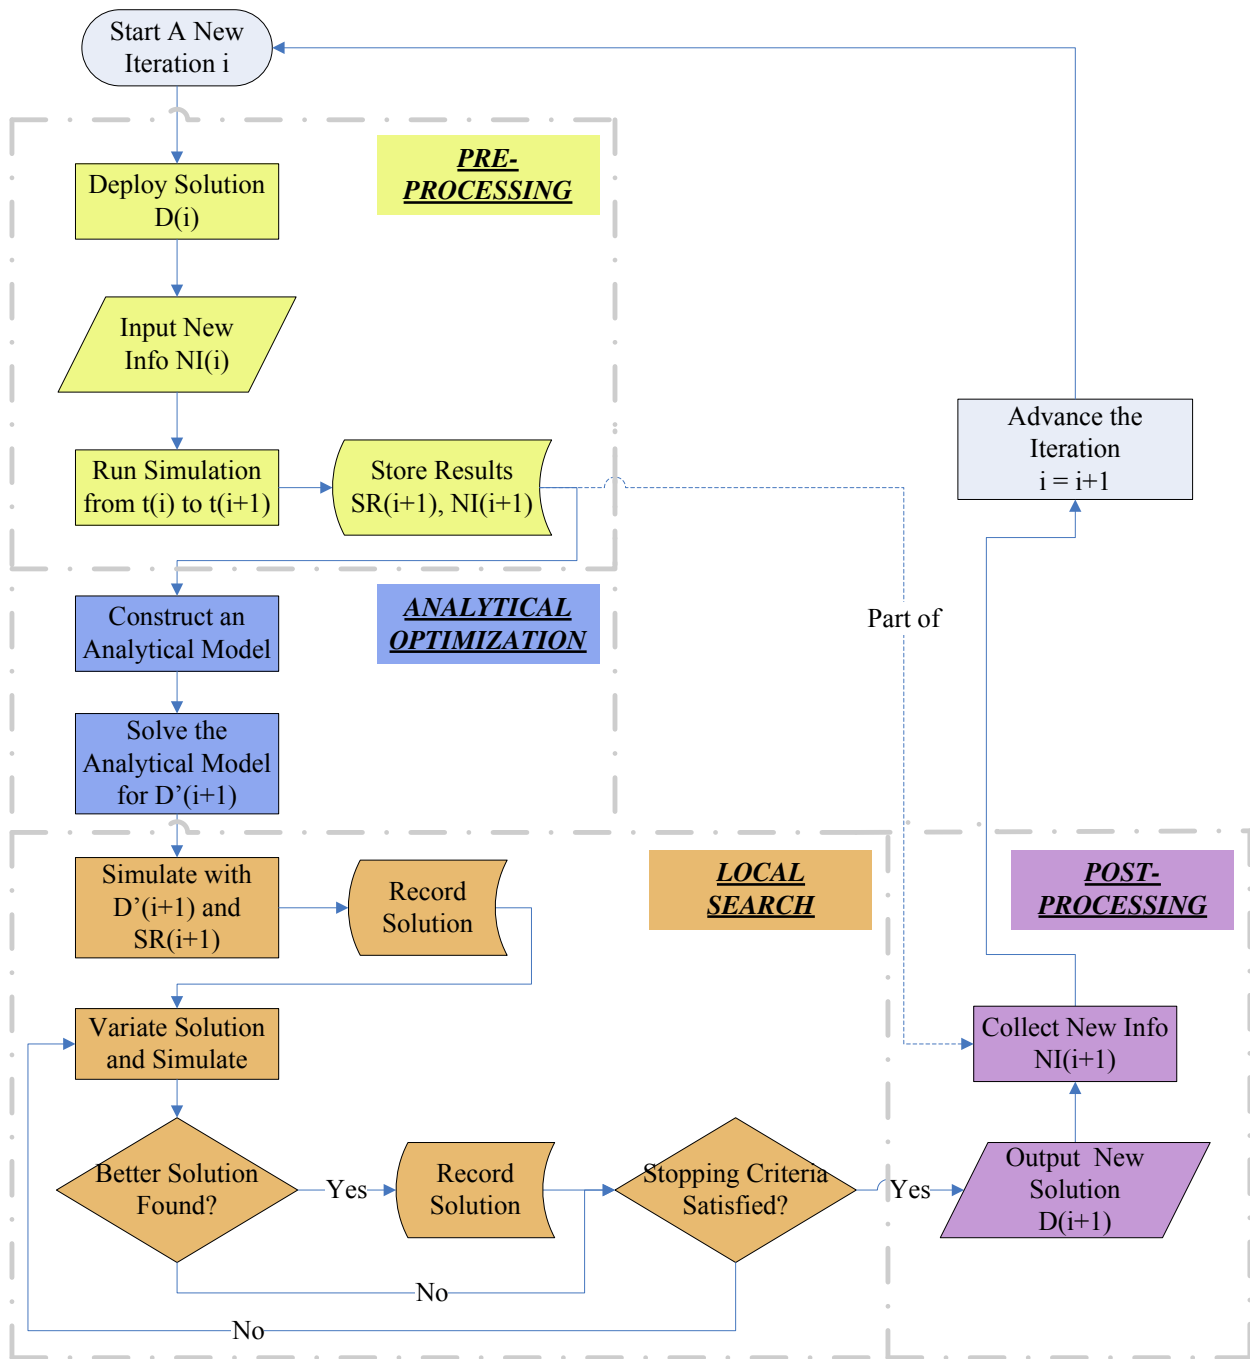 Start A New
Iteration i
PRE-
PROCESSING
Deploy Solution
D(i)
Input New
Info NI(i)
Run Simulation
from t(i) to t(i+1)
Store Results
SR(i+1), NI(i+1)
Advance the
Iteration
i = i+1
ANALYTICAL
OPTIMIZATION
Construct an
Analytical Model
Part of
Solve the
Analytical Model
for D’(i+1)
LOCAL
SEARCH
POST-
PROCESSING
Simulate with
D’(i+1) and
SR(i+1)
Record
Solution
Variate Solution
and Simulate
Collect New Info
NI(i+1)
Better Solution
Found?
Yes
Record
Solution
Stopping Criteria
Satisfied?
Yes
Output New
Solution
D(i+1)
No
No